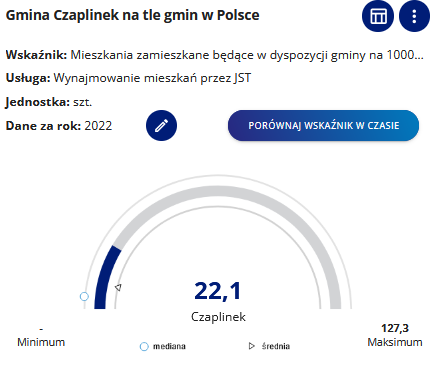 Gmina Czaplinek na tle gmin w Polsce
Wskaźnik: Mieszkania zamieszkane będące w dyspozycji gminy na 1000...
Usługa: Wynajmowanie mieszkań przez JST
Jednostka: szt.
Dane za rok: 2022
PORÓWNAJ WSKAŹNIK W CZASIE
22,1
Czaplinek
-
Minimum
127,3
Maksimum
mediana
średnia